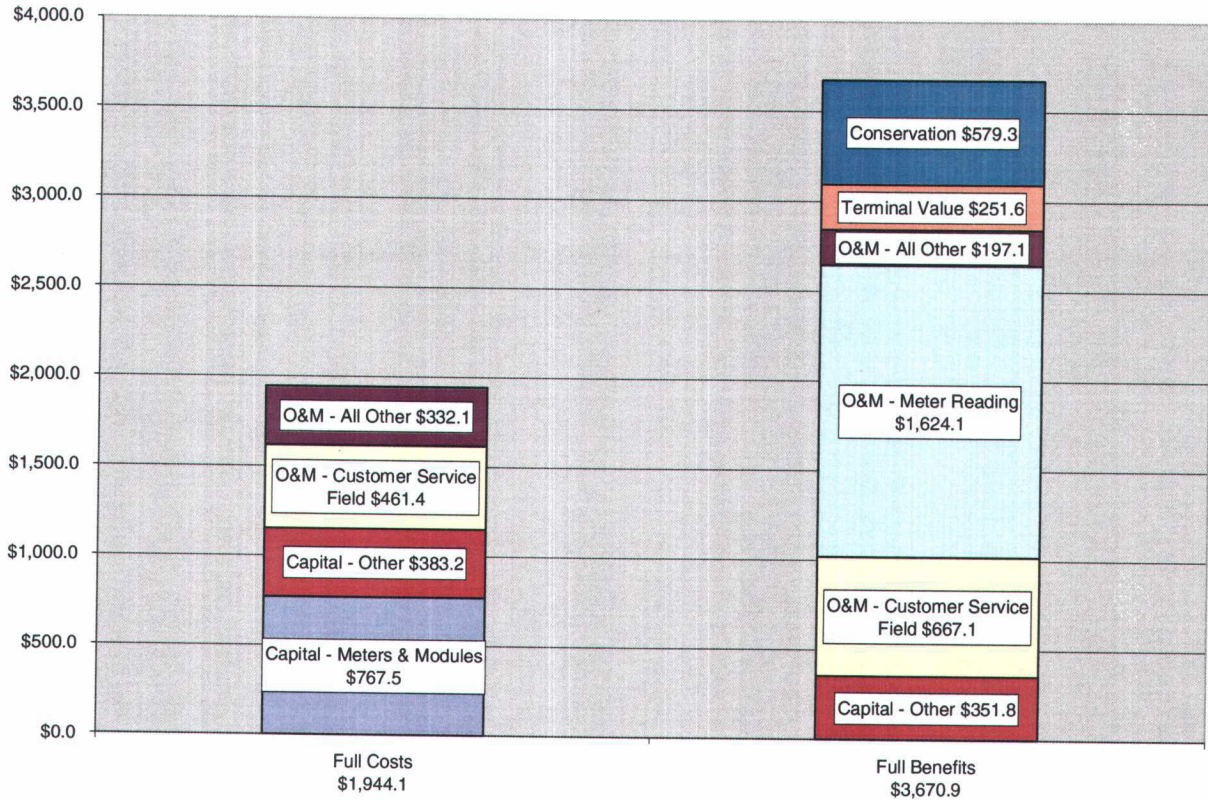 $4,000.0
$3,500.0
$3,000.0
$2,500.0
$2,000.0
$1,500.0
$1,000.0
$500.0
$0.0
O&M - All Other $332.1
O&M - Customer Service
Field $461.4
Capital - Other $383.2
Capital - Meters & Modules
$767.5
Full Costs
$1,944.1
Conservation $579.3
Terminal Value $251.6
O&M - All Other $197.1
O&M - Meter Reading
$1,624.1
O&M - Customer Service
Field $667.1
Capital - Other $351.8
Full Benefits
$3,670.9